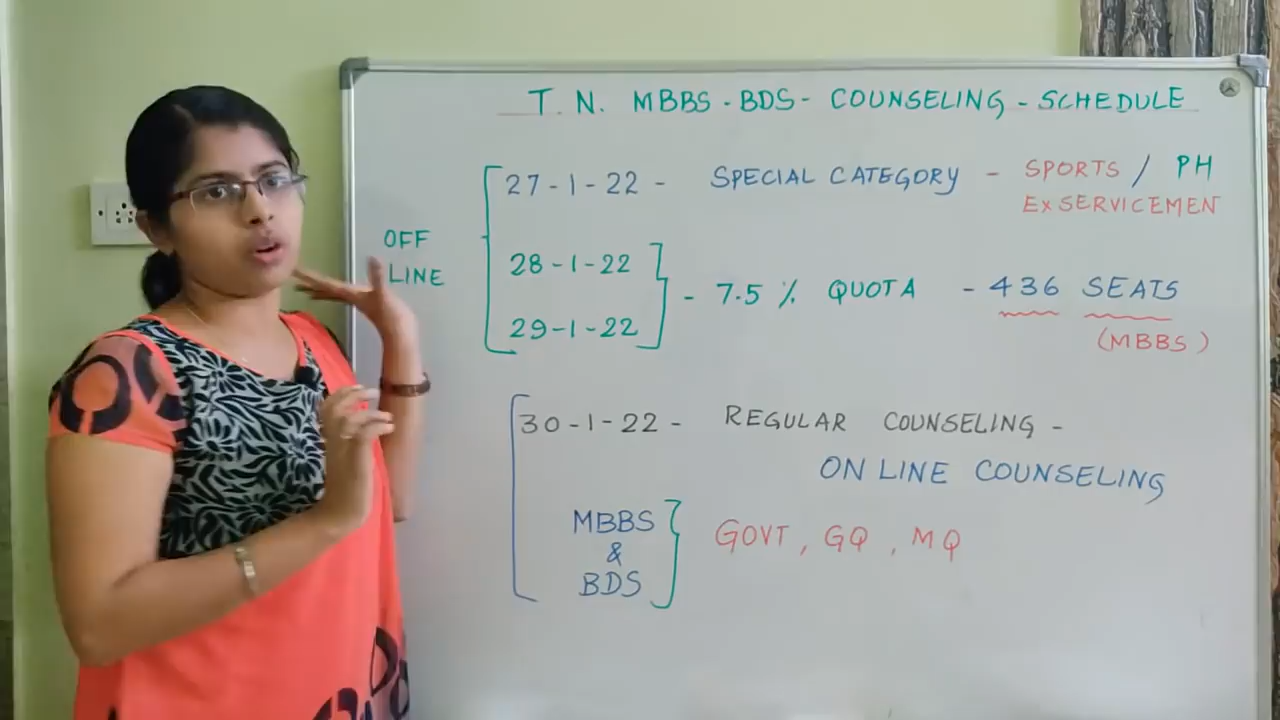 T. N. MBBS - BDS - COUNSELING - SCHEDULE
27 - 1 - 22 - SPECIAL CATEGORY - SPORTS / PH
EX SERVICEMEN
OFF
LINE
28 - 1 - 22
29 - 1 - 22
- 7.5 % QUOTA - 436 SEATS
(MBBS)
30 - 1 - 22 - REGULAR COUNSELING -
ON LINE COUNSELING
MBBS
&
BDS
GOVT, GQ, MQ